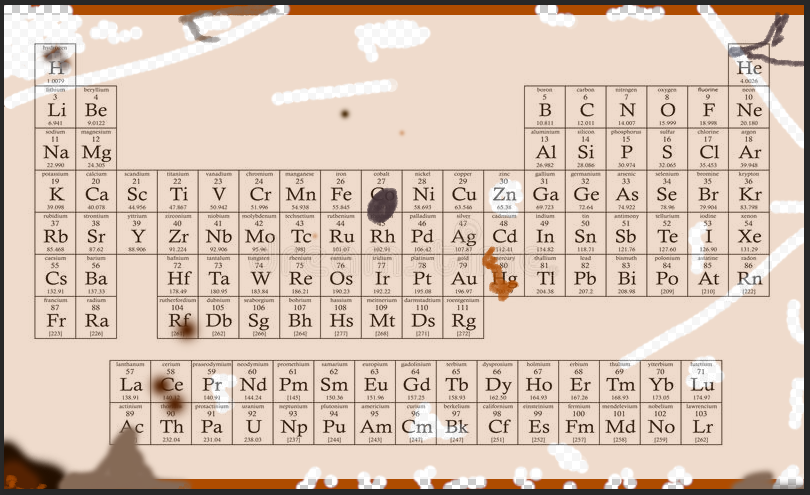 hydrogen
H He
1.0079 4.0026
lithium beryllium boron carbon nitrogen oxygen fluorine neon
3 4 5 6 7 8 9 10
Li Be B C N O F Ne
6.941 9.0122 10.811 12.011 14.007 15.999 18.998 20.180
sodium magnesium aluminium silicon phosphorus sulfur chlorine argon
11 12 13 14 15 16 17 18
Na Mg Al Si P S Cl Ar
22.990 24.305 26.982 28.086 30.974 32.065 35.453 39.948
potassium calcium scandium titanium vanadium chromium manganese iron cobalt nickel copper zinc gallium germanium arsenic selenium bromine krypton
19 20 21 22 23 24 25 26 27 28 29 30 31 32 33 34 35 36
K Ca Sc Ti V Cr Mn Fe Co Ni Cu Zn Ga Ge As Se Br Kr
39.098 40.078 44.956 47.867 50.942 51.996 54.938 55.845 58.693 63.546 65.38 69.723 72.64 74.922 78.96 79.904 83.798
rubidium strontium yttrium zirconium niobium molybdenum technetium ruthenium palladium silver cadmium indium tin antimony tellurium iodine xenon
37 38 39 40 41 42 43 44 45 46 47 48 49 50 51 52 53 54
Rb Sr Y Zr Nb Mo Tc Ru Rh Pd Ag Cd In Sn Sb Te I Xe
85.468 87.62 88.906 91.224 92.906 95.96 [98] 101.07 102.91 106.42 107.87 112.41 114.82 118.71 121.76 127.60 126.90 131.29
caesium barium hafnium tantalum tungsten rhenium osmium iridium platinum gold mercury thallium lead bismuth polonium astatine radon
55 56 72 73 74 75 76 77 78 79 80 81 82 83 84 85 86
Cs Ba Hf Ta W Re Os Ir Pt Au Hg Tl Pb Bi Po At Rn
132.91 137.33 178.49 180.95 183.84 186.21 190.23 192.22 195.08 196.97 204.38 207.2 208.98 [209] [210] [222]
francium radium rutherfordium dubnium seaborgium bohrium hassium meitnerium darmstadtium roentgenium
87 88 104 105 106 107 108 109 110 111
Fr Ra Rf Db Sg Bh Hs Mt Ds Rg
[223] [226] [262] [266] [264] [277] [268] [271] [272]
lanthanum cerium praseodymium neodymium promethium samarium europium gadolinium terbium dysprosium holmium erbium thulium ytterbium lutetium
57 58 59 60 61 62 63 64 65 66 67 68 69 70 71
La Ce Pr Nd Pm Sm Eu Gd Tb Dy Ho Er Tm Yb Lu
138.91 140.91 144.24 [145] 150.36 151.96 157.25 158.93 162.50 164.93 167.26 168.93 173.05 174.97
actinium protactinium uranium neptunium plutonium americium curium berkelium californium einsteinium fermium mendelevium nobelium lawrencium
89 90 91 92 93 94 95 96 97 98 99 100 101 102 103
Ac Th Pa U Np Pu Am Cm Bk Cf Es Fm Md No Lr
232.04 231.04 238.03 [237] [244] [243] [247] [247] [251] [252] [257] [258] [259] [262]